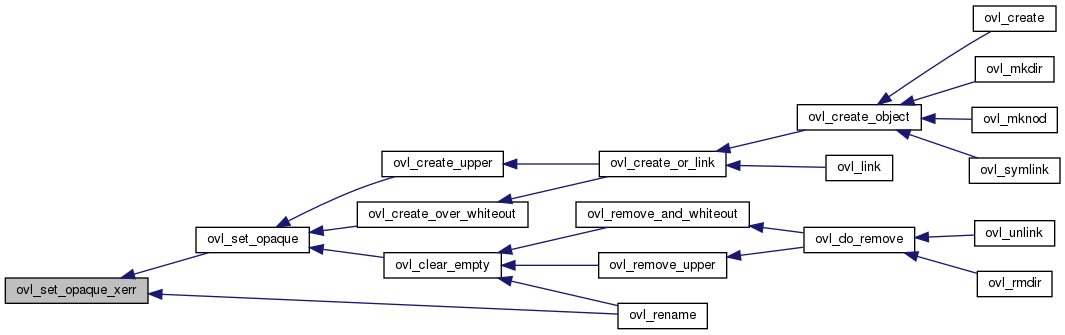 ovl_create
ovl_mkdir
ovl_create_object
ovl_mknod
ovl_create_upper
ovl_create_or_link
ovl_link
ovl_symlink
ovl_create_over_whiteout
ovl_remove_and_whiteout
ovl_set_opaque
ovl_do_remove
ovl_unlink
ovl_clear_empty
ovl_remove_upper
ovl_set_opaque_xerr
ovl_rmdir
ovl_rename